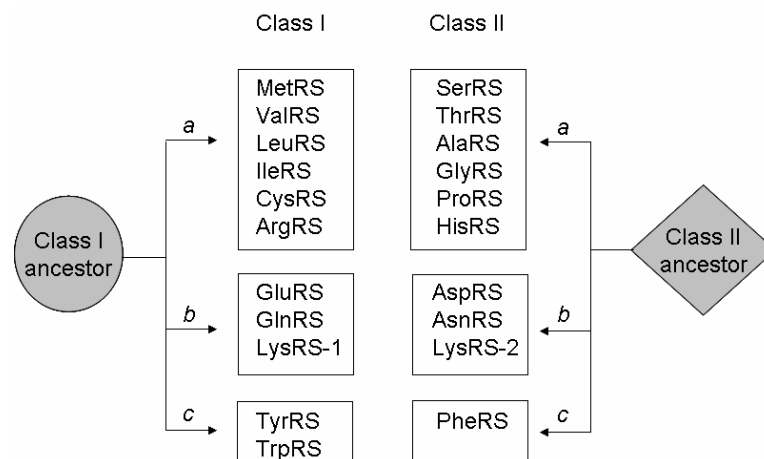 Class I
Class II
MetRS
ValRS
LeuRS
IleRS
CysRS
ArgRS
SerRS
ThrRS
AlaRS
GlyRS
ProRS
HisRS
a
a
Class I
ancestor
Class II
ancestor
GluRS
GlnRS
LysRS-1
AspRS
AsnRS
LysRS-2
b
b
TyrRS
TrpRS
PheRS
c
c